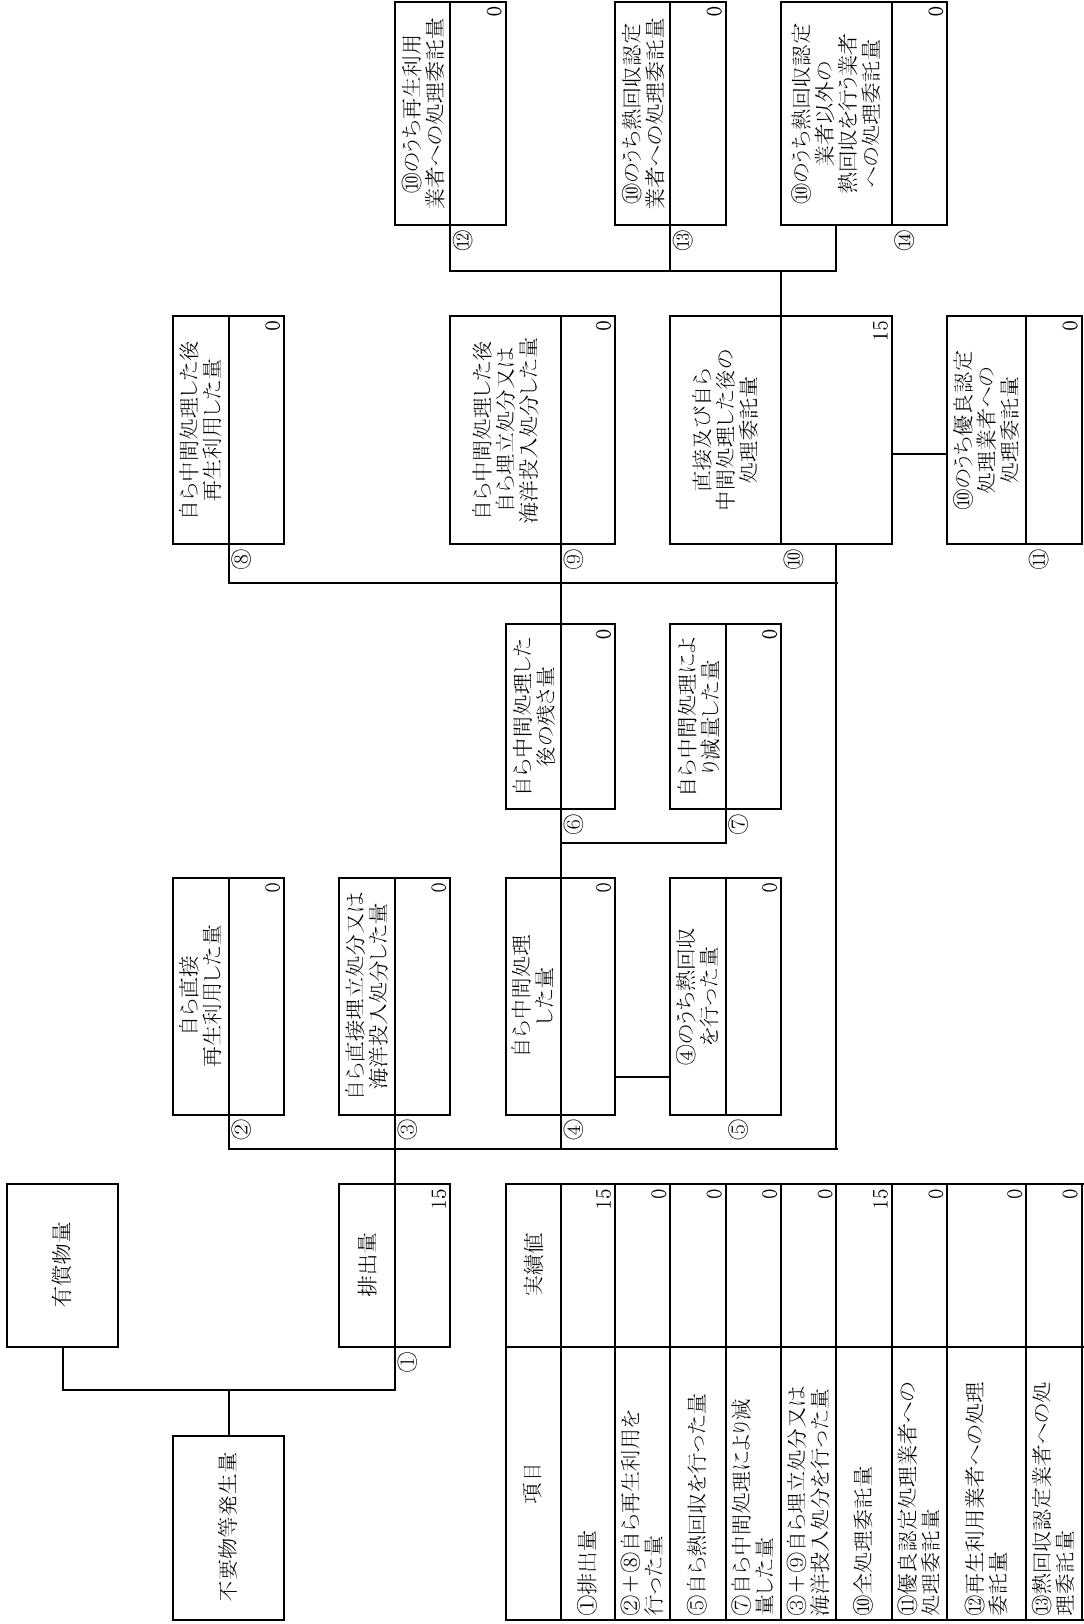 不要物等発生量
有償物量
排出量
①
15
自ら直接
再生利用した量
②
0
自ら直接埋立処分又は
海洋投入処分した量
③
0
自ら中間処理
した量
④
0
④のうち熱回収
を行った量
⑤
0
自ら中間処理した
後の残さ量
⑥
0
自ら中間処理によ
り減量した量
⑦
0
自ら中間処理した後
再生利用した量
⑧
0
自ら中間処理した後
自ら埋立処分又は
海洋投入処分した量
⑨
0
直接及び自ら
中間処理した後の
処理委託量
⑩
15
⑩のうち優良認定
処理業者への
処理委託量
⑪
0
⑩のうち再生利用
業者への処理委託量
⑫
0
⑩のうち熱回収認定
業者への処理委託量
⑬
0
⑩のうち熱回収認定
業者以外の
熱回収を行う業者
への処理委託量
⑭
0
項目 実績値
①排出量 15
②＋⑧自ら再生利用を
行った量 0
⑤自ら熱回収を行った量 0
⑦自ら中間処理により減
量した量 0
③＋⑨自ら埋立処分又は
海洋投入処分を行った量 0
⑩全処理委託量 15
⑪優良認定処理業者への
処理委託量 0
⑫再生利用業者への処理
委託量 0
⑬熱回収認定業者への処
理委託量 0